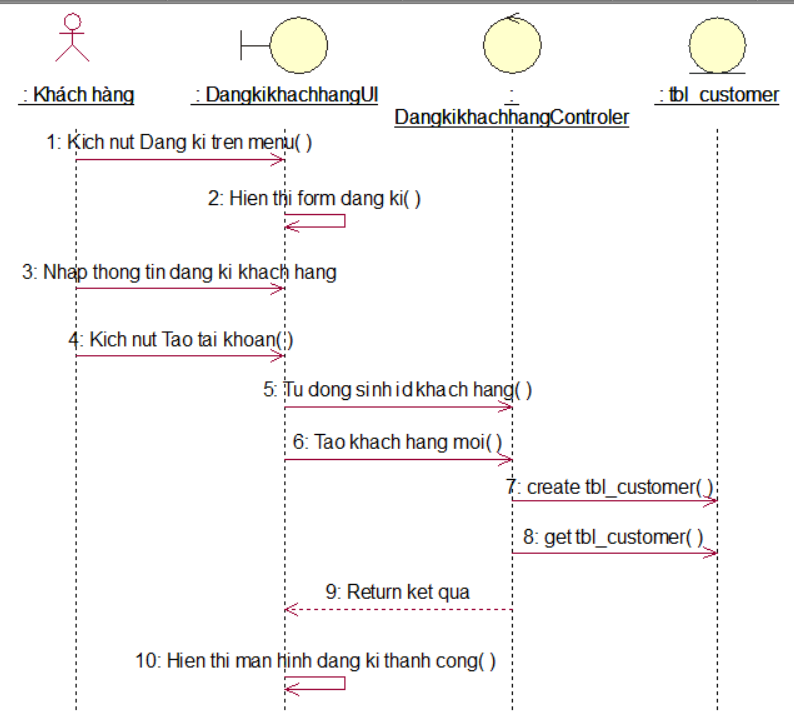 : Khách hàng
: DangkikhachhangUI
:
DangkikhachhangControler
: tbl_customer
1: Kich nut Dang ki tren menu( )
2: Hien thi form dang ki( )
3: Nhap thong tin dang ki khach hang
4: Kich nut Tao tai khoan( )
5: Tu dong sinh id khach hang( )
6: Tao khach hang moi( )
7: create tbl_customer( )
8: get tbl_customer( )
9: Return ket qua
10: Hien thi man hinh dang ki thanh cong( )